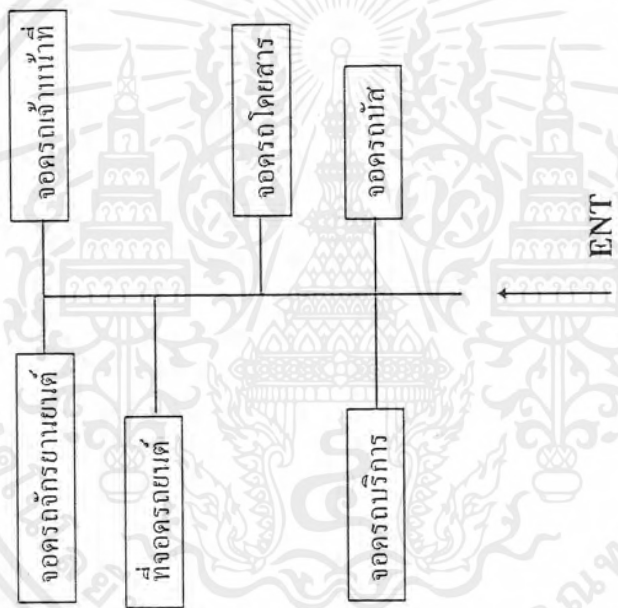 จอดรถจักรยานยนต์
จอดรถเจ้าหน้าที่
ที่จอดรถยนต์
จอดรถโดยสาร
จอดรถบริการ
จอดรถบัส
ENT